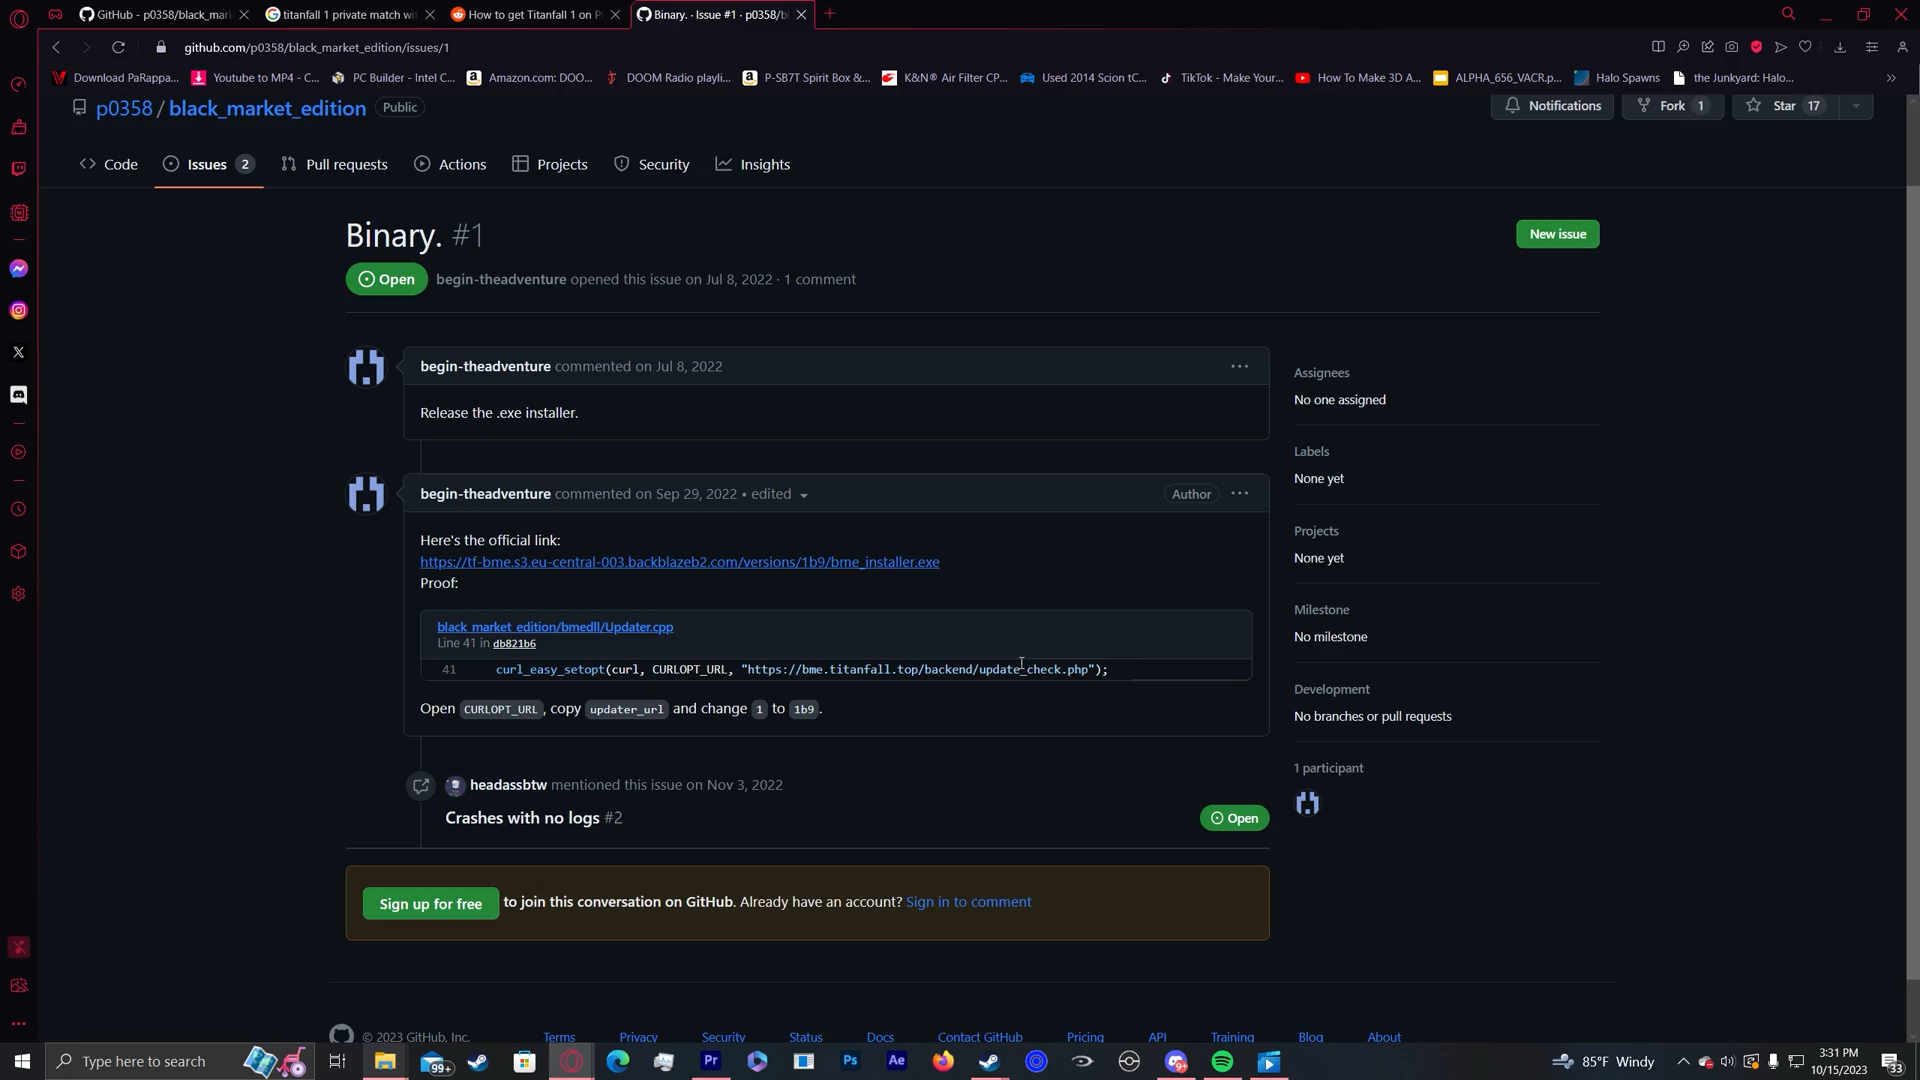 GitHub - p0358/black_mark
titanfall 1 private match wi
How to get Titanfall 1 on P
Binary. · Issue #1 · p0358/bl
github.com/p0358/black_market_edition/issues/1
Download PaRappa...
Youtube to MP4 - C...
PC Builder - Intel C...
Amazon.com: DOO...
DOOM Radio playli...
P-SB7T Spirit Box &...
K&N® Air Filter CP...
Used 2014 Scion tC...
TikTok - Make Your...
How To Make 3D A...
ALPHA_656_VACR.p...
Halo Spawns
the Junkyard: Halo...
p0358 / black_market_edition Public
Notifications
Fork 1
Star 17
Code
Issues 2
Pull requests
Actions
Projects
Security
Insights
Binary. #1
New issue
Open
begin-theadventure opened this issue on Jul 8, 2022 · 1 comment
begin-theadventure commented on Jul 8, 2022
Release the .exe installer.
begin-theadventure commented on Sep 29, 2022 • edited
Author
Here's the official link:
https://tf-bme.s3.eu-central-003.backblazeb2.com/versions/1b9/bme_installer.exe
Proof:
black_market_edition/bmedll/Updater.cpp
Line 41 in db821b6
41 curl_easy_setopt(curl, CURLOPT_URL, "https://bme.titanfall.top/backend/update_check.php");
Open CURLOPT_URL, copy updater_url and change 1 to 1b9.
headassbtw mentioned this issue on Nov 3, 2022
Crashes with no logs #2
Open
Assignees
No one assigned
Labels
None yet
Projects
None yet
Milestone
No milestone
Development
No branches or pull requests
1 participant
Sign up for free to join this conversation on GitHub. Already have an account? Sign in to comment
© 2023 GitHub, Inc.
Terms
Privacy
Security
Status
Docs
Contact GitHub
Pricing
API
Training
Blog
About
Type here to search
99+
Pr
Ps
Ae
9+
85°F Windy
3:31 PM
10/15/2023
33